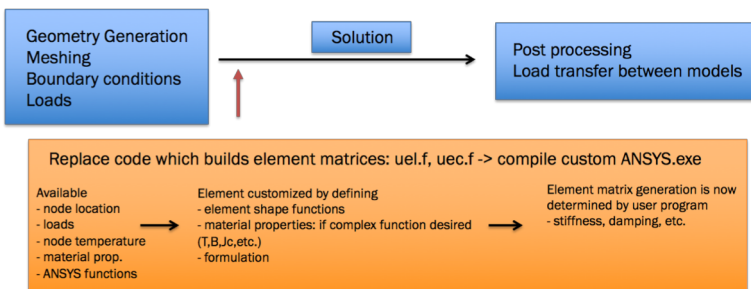 Geometry Generation
Meshing
Boundary conditions
Loads
Solution
Post processing
Load transfer between models
Replace code which builds element matrices: uel.f, uec.f -> compile custom ANSYS.exe
Available
- node location
- loads
- node temperature
- material prop.
- ANSYS functions
Element customized by defining
- element shape functions
- material properties: if complex function desired
(T,B,Jc,etc.)
- formulation
Element matrix generation is now
determined by user program
- stiffness, damping, etc.